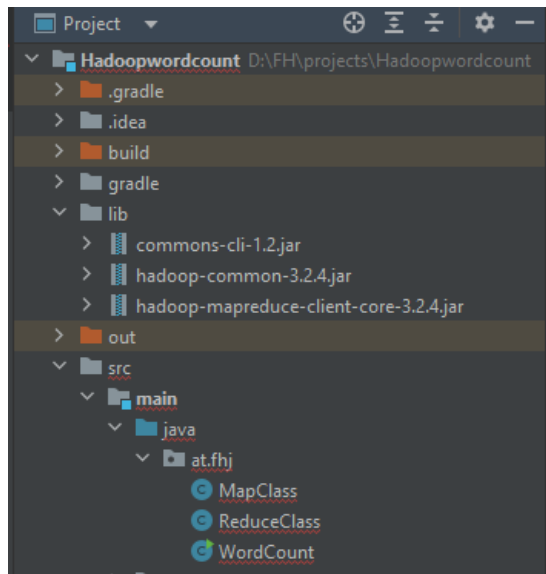 Project
Hadoopwordcount D:\FH\projects\Hadoopwordcount
.gradle
.idea
build
gradle
lib
commons-cli-1.2.jar
hadoop-common-3.2.4.jar
hadoop-mapreduce-client-core-3.2.4.jar
out
src
main
java
at.fhj
MapClass
ReduceClass
WordCount